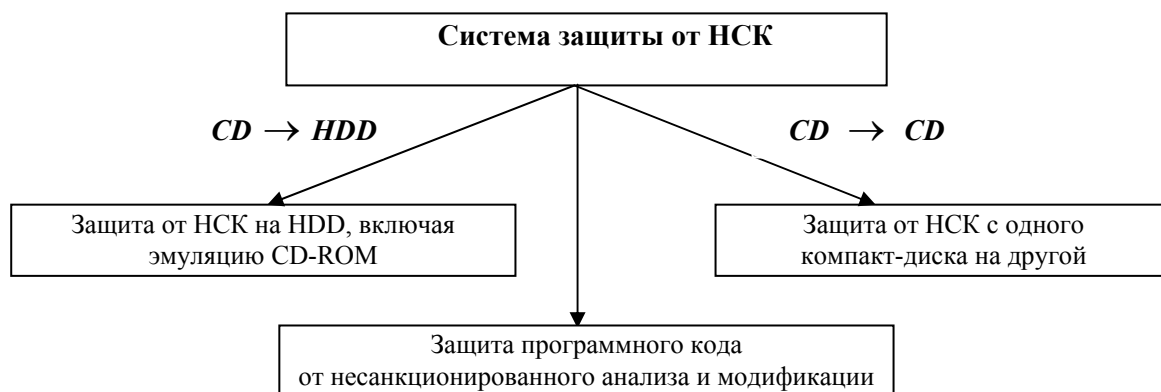 Система защиты от НСК
CD → HDD
CD → CD
Защита от НСК на HDD, включая
эмуляцию CD-ROM
Защита от НСК с одного
компакт-диска на другой
Защита программного кода
от несанкционированного анализа и модификации